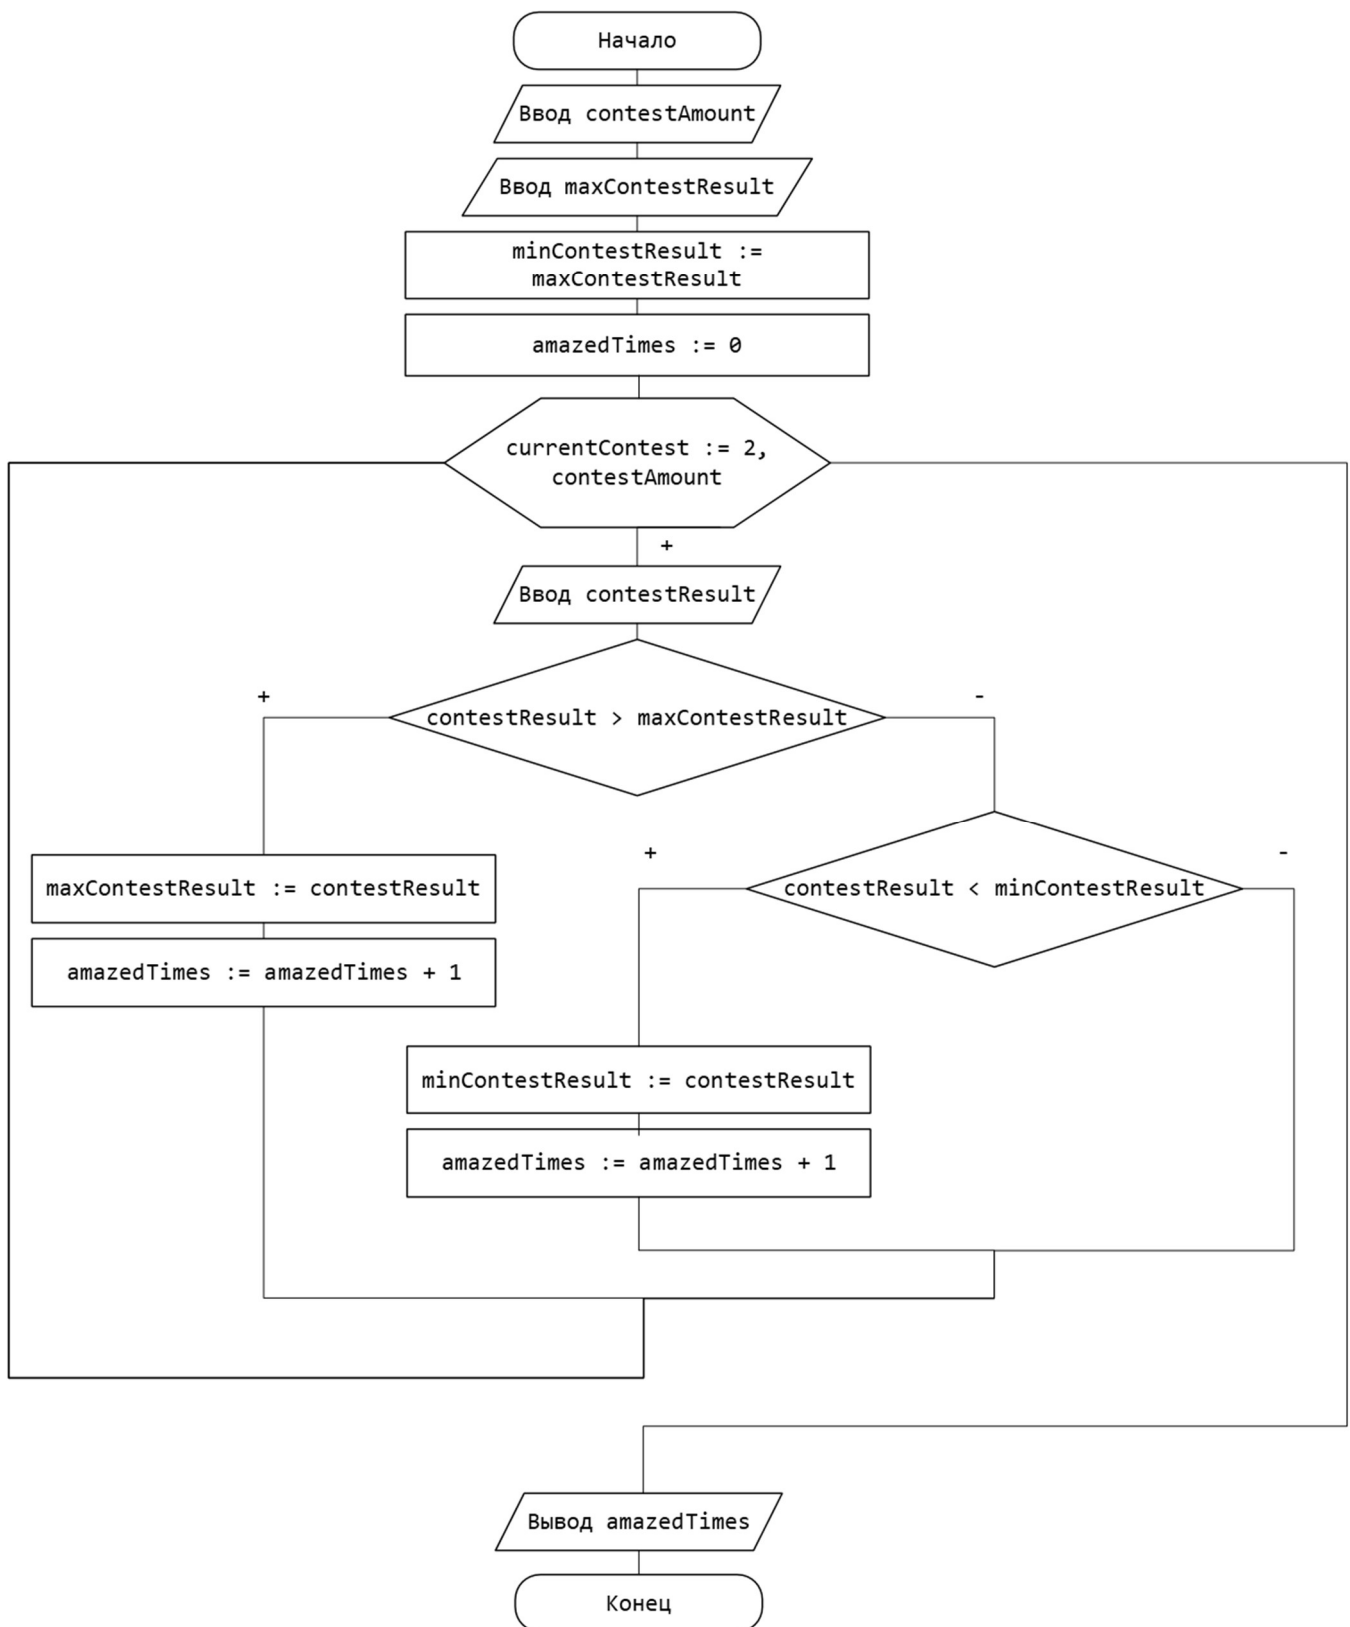 Начало
Ввод contestAmount
Ввод maxContestResult
minContestResult :=
maxContestResult
amazedTimes := 0
currentContest := 2,
contestAmount
+
Ввод contestResult
+
-
contestResult > maxContestResult
+
-
maxContestResult := contestResult
contestResult < minContestResult
amazedTimes := amazedTimes + 1
minContestResult := contestResult
amazedTimes := amazedTimes + 1
Вывод amazedTimes
Конец